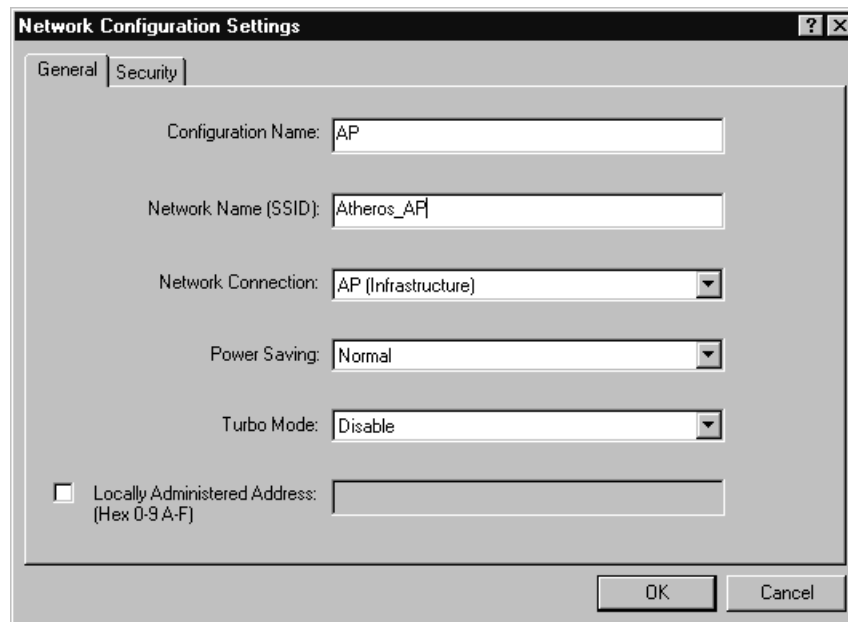 Network Configuration Settings
General
Security
Configuration Name: AP
Network Name (SSID): Atheros_AP
Network Connection: AP (Infrastructure)
Power Saving: Normal
Turbo Mode: Disable
Locally Administered Address:
(Hex 0-9 A-F)
OK
Cancel